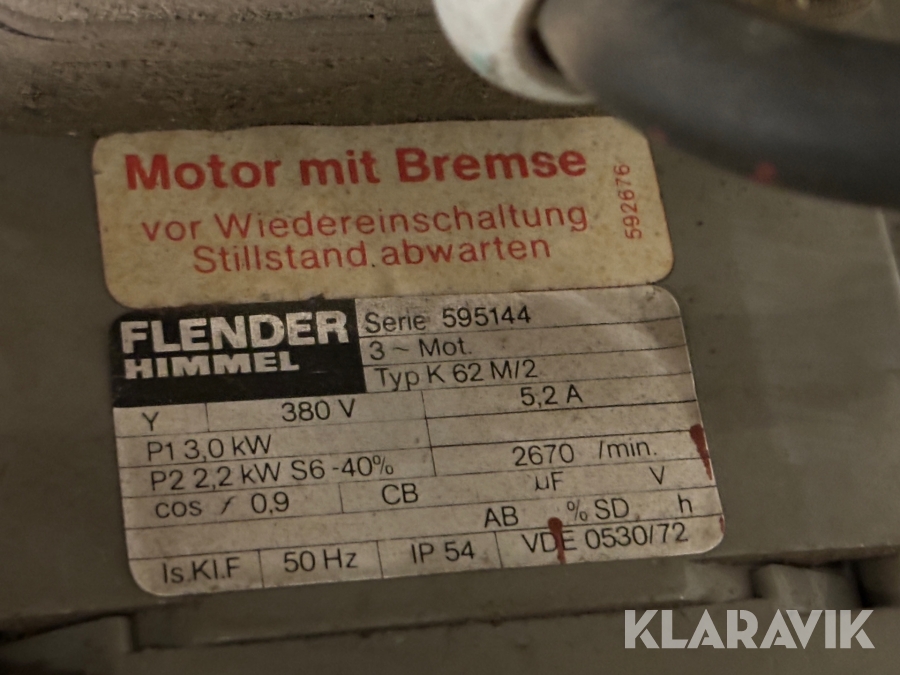 Motor mit Bremse
vor Wiedereinschaltung
Stillstand abwarten
592676
FLENDER
HIMMEL
Serie 595144
3 ~ Mot.
Typ K 62 M/2
Y 380 V 5,2 A
P1 3,0 kW
P2 2,2 kW S6 -40% 2670 /min.
cos f 0,9 CB µF V
AB % SD h
Is.Kl.F 50 Hz IP 54 VDE 0530/72
KLARAVIK